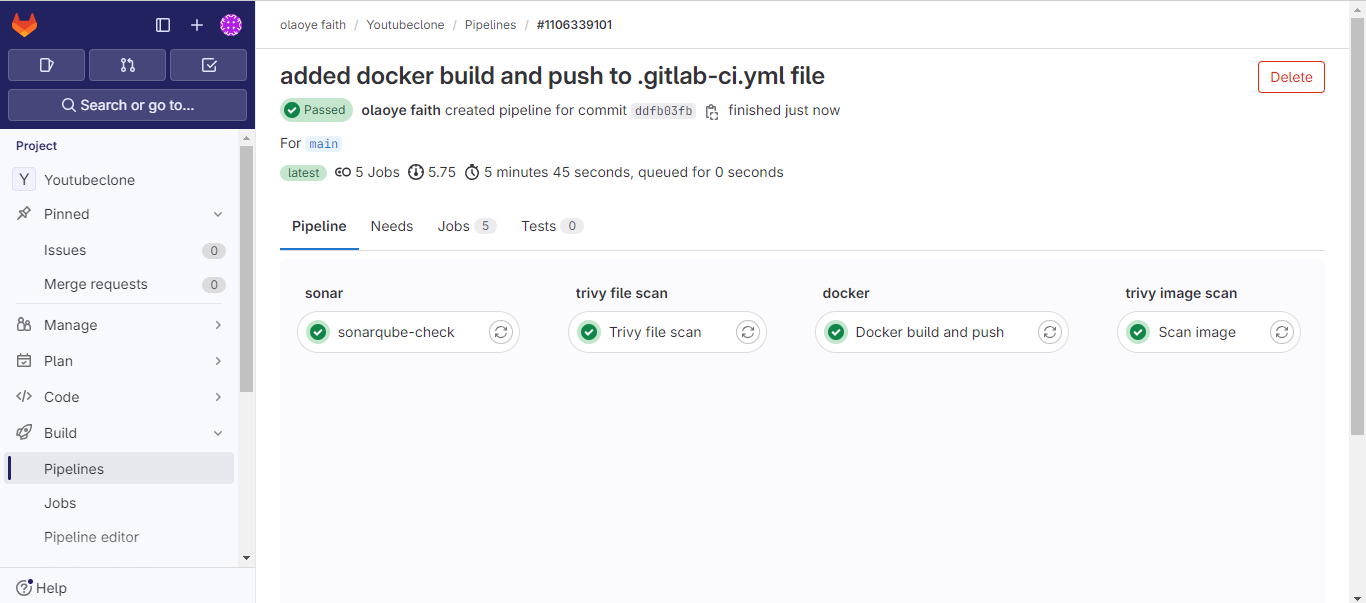 Search or go to...
Project
Y Youtubeclone
Pinned
Issues 0
Merge requests 0
Manage
Plan
Code
Build
Pipelines
Jobs
Pipeline editor
Help
olaoye faith / Youtubeclone / Pipelines / #1106339101
added docker build and push to .gitlab-ci.yml file
Delete
Passed olaoye faith created pipeline for commit ddfb03fb finished just now
For main
latest 5 Jobs 5.75 5 minutes 45 seconds, queued for 0 seconds
Pipeline Needs Jobs 5 Tests 0
sonar trivy file scan docker trivy image scan
sonarqube-check Trivy file scan Docker build and push Scan image